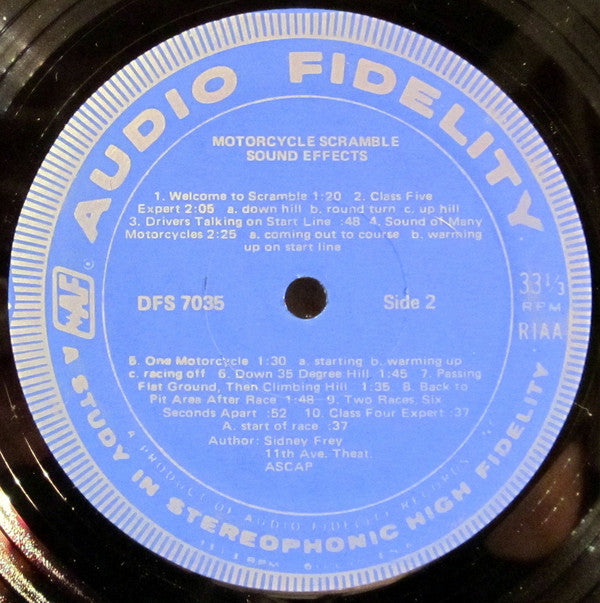 AUDIO FIDELITY
MOTORCYCLE SCRAMBLE
SOUND EFFECTS
1. Welcome to Scramble 1:20 2. Class Five
Expert 2:05 a. down hill b. round turn c. up hill
3. Drivers Talking on Start Line :48 4. Sound of Many
Motorcycles 2:25 a. coming out to course b. warming
up on start line
MAF ®
33 1/3
RPM
RIAA
DFS 7035 Side 2
5. One Motorcycle 1:30 a. starting b. warming up
c. racing off 6. Down 35 Degree Hill 1:45 7. Passing
Flat Ground, Then Climbing Hill 1:35 8. Back to
Pit Area After Race 1:48 9. Two Races, Six
Seconds Apart :52 10. Class Four Expert :37
A. start of race :37
Author: Sidney Frey
11th Ave. Theat.
ASCAP
A PRODUCT OF AUDIO FIDELITY RECORDS
A STUDY IN STEREOPHONIC HIGH FIDELITY